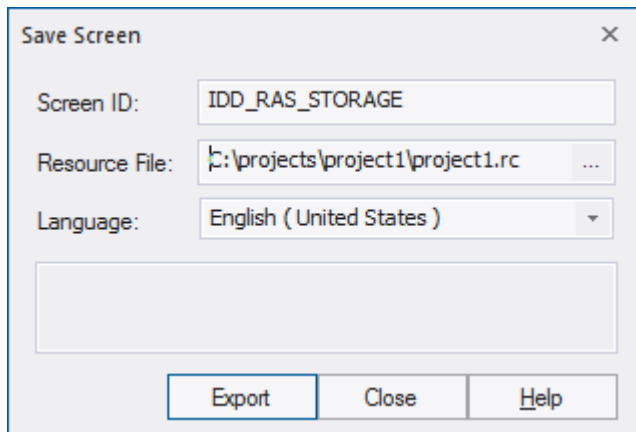 Save Screen
Screen ID: IDD_RAS_STORAGE
Resource File: C:\projects\project1\project1.rc ...
Language: English ( United States )
Export Close Help